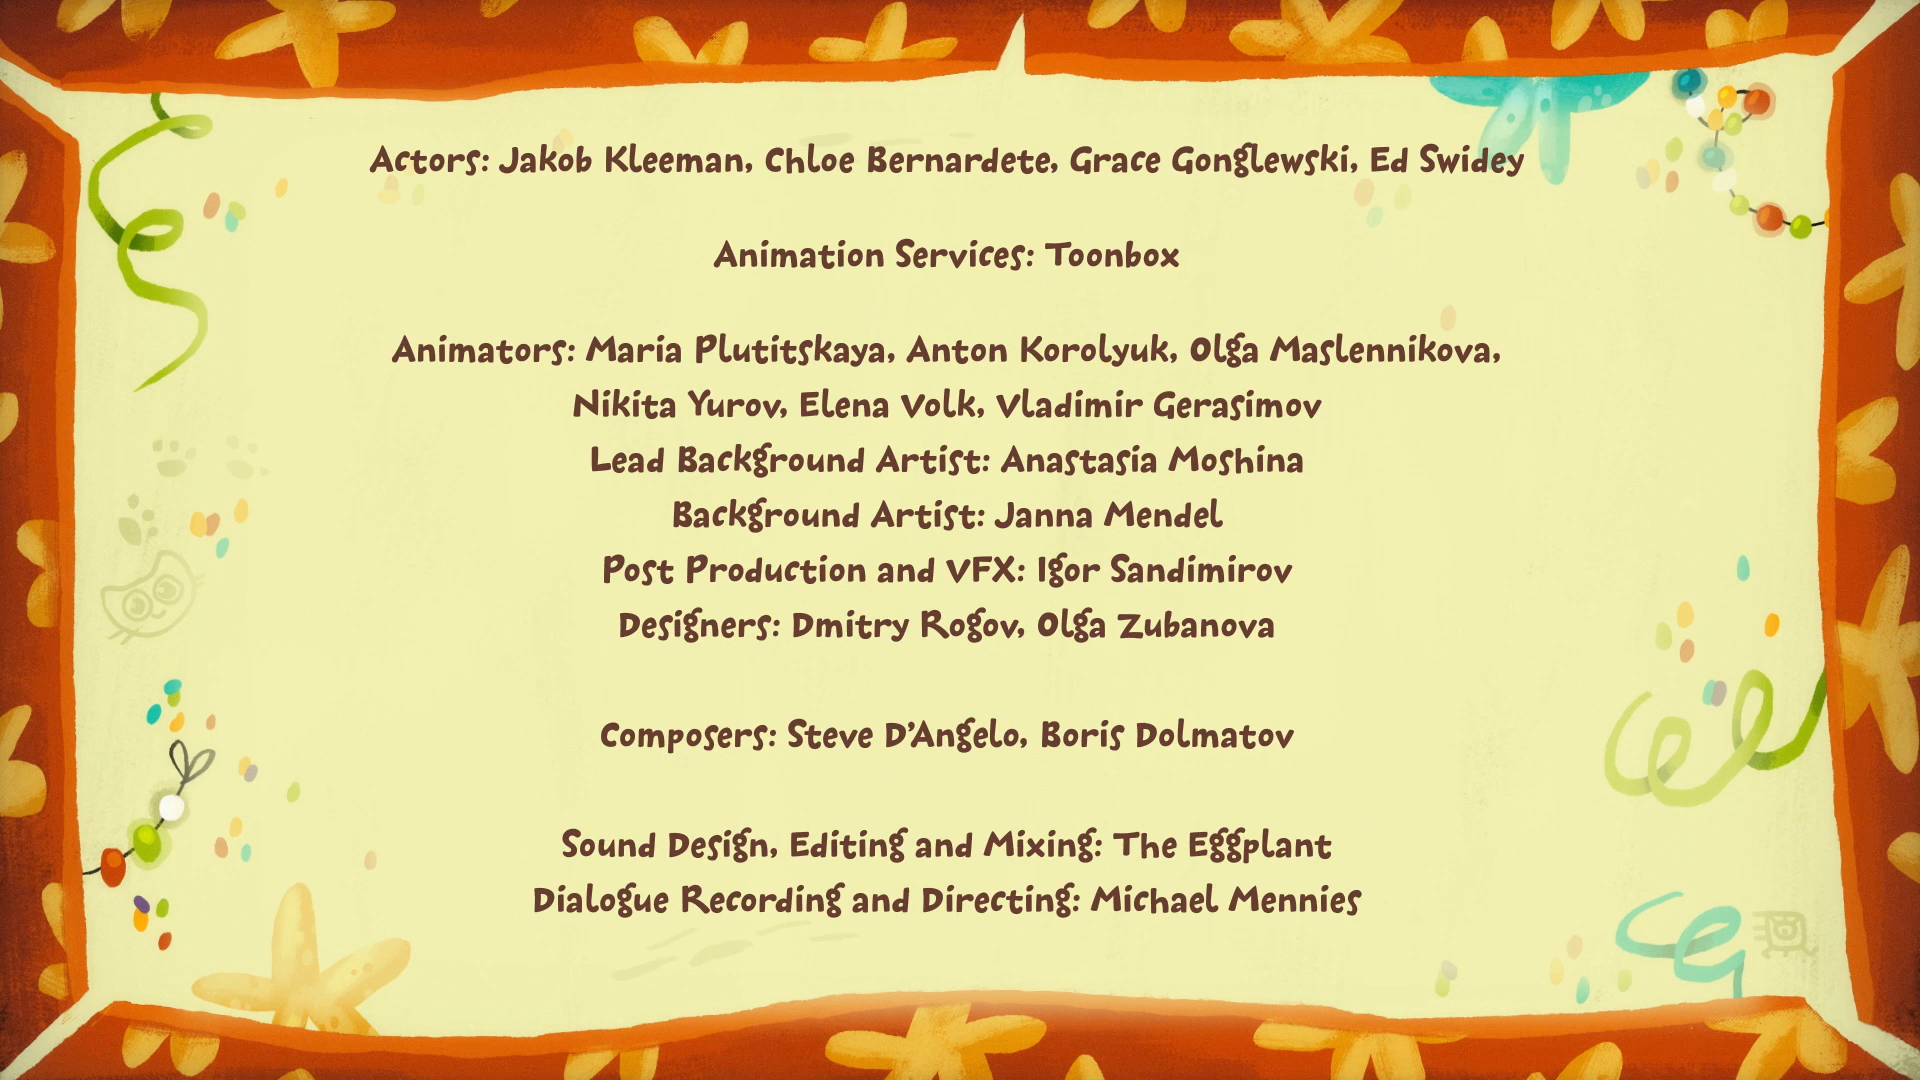 Actors: Jakob Kleeman, Chloe Bernardete, Grace Gonglewski, Ed Swidey
Animation Services: Toonbox
Animators: Maria Plutitskaya, Anton Korolyuk, Olga Maslennikova,
Nikita Yurov, Elena Volk, Vladimir Gerasimov
Lead Background Artist: Anastasia Moshina
Background Artist: Janna Mendel
Post Production and VFX: Igor Sandimirov
Designers: Dmitry Rogov, Olga Zubanova
Composers: Steve D’Angelo, Boris Dolmatov
Sound Design, Editing and Mixing: The Eggplant
Dialogue Recording and Directing: Michael Mennies